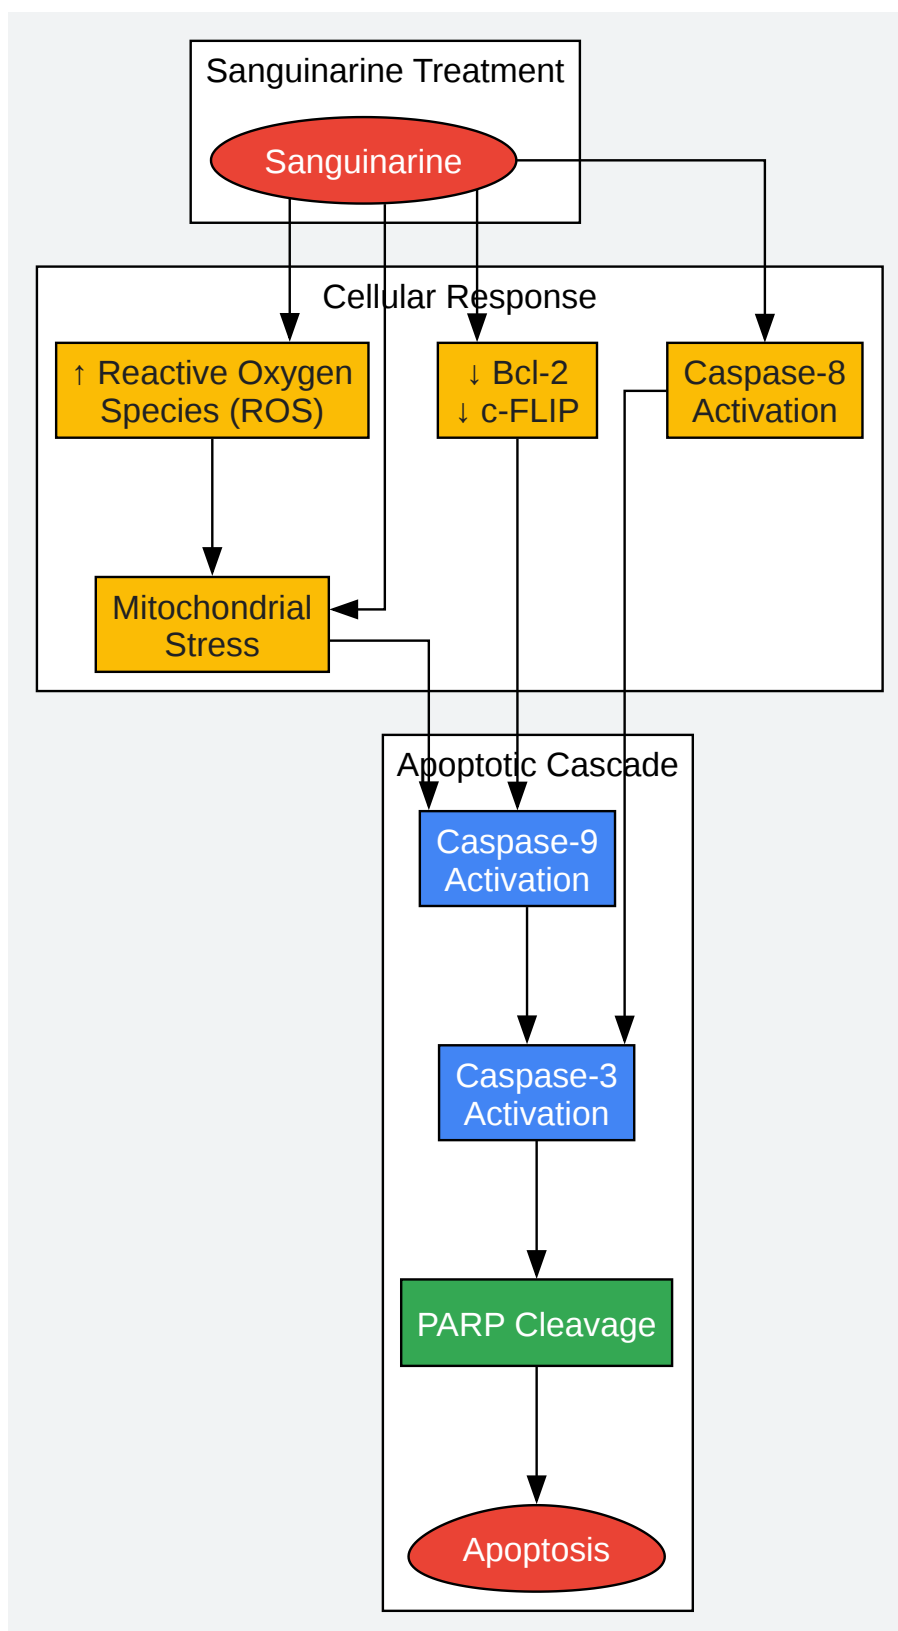 Sanguinarine Treatment
Sanguinarine
Cellular Response
↑ Reactive Oxygen
Species (ROS)
↓ Bcl-2
↓ c-FLIP
Caspase-8
Activation
Mitochondrial
Stress
Apoptotic Cascade
Caspase-9
Activation
Caspase-3
Activation
PARP Cleavage
Apoptosis